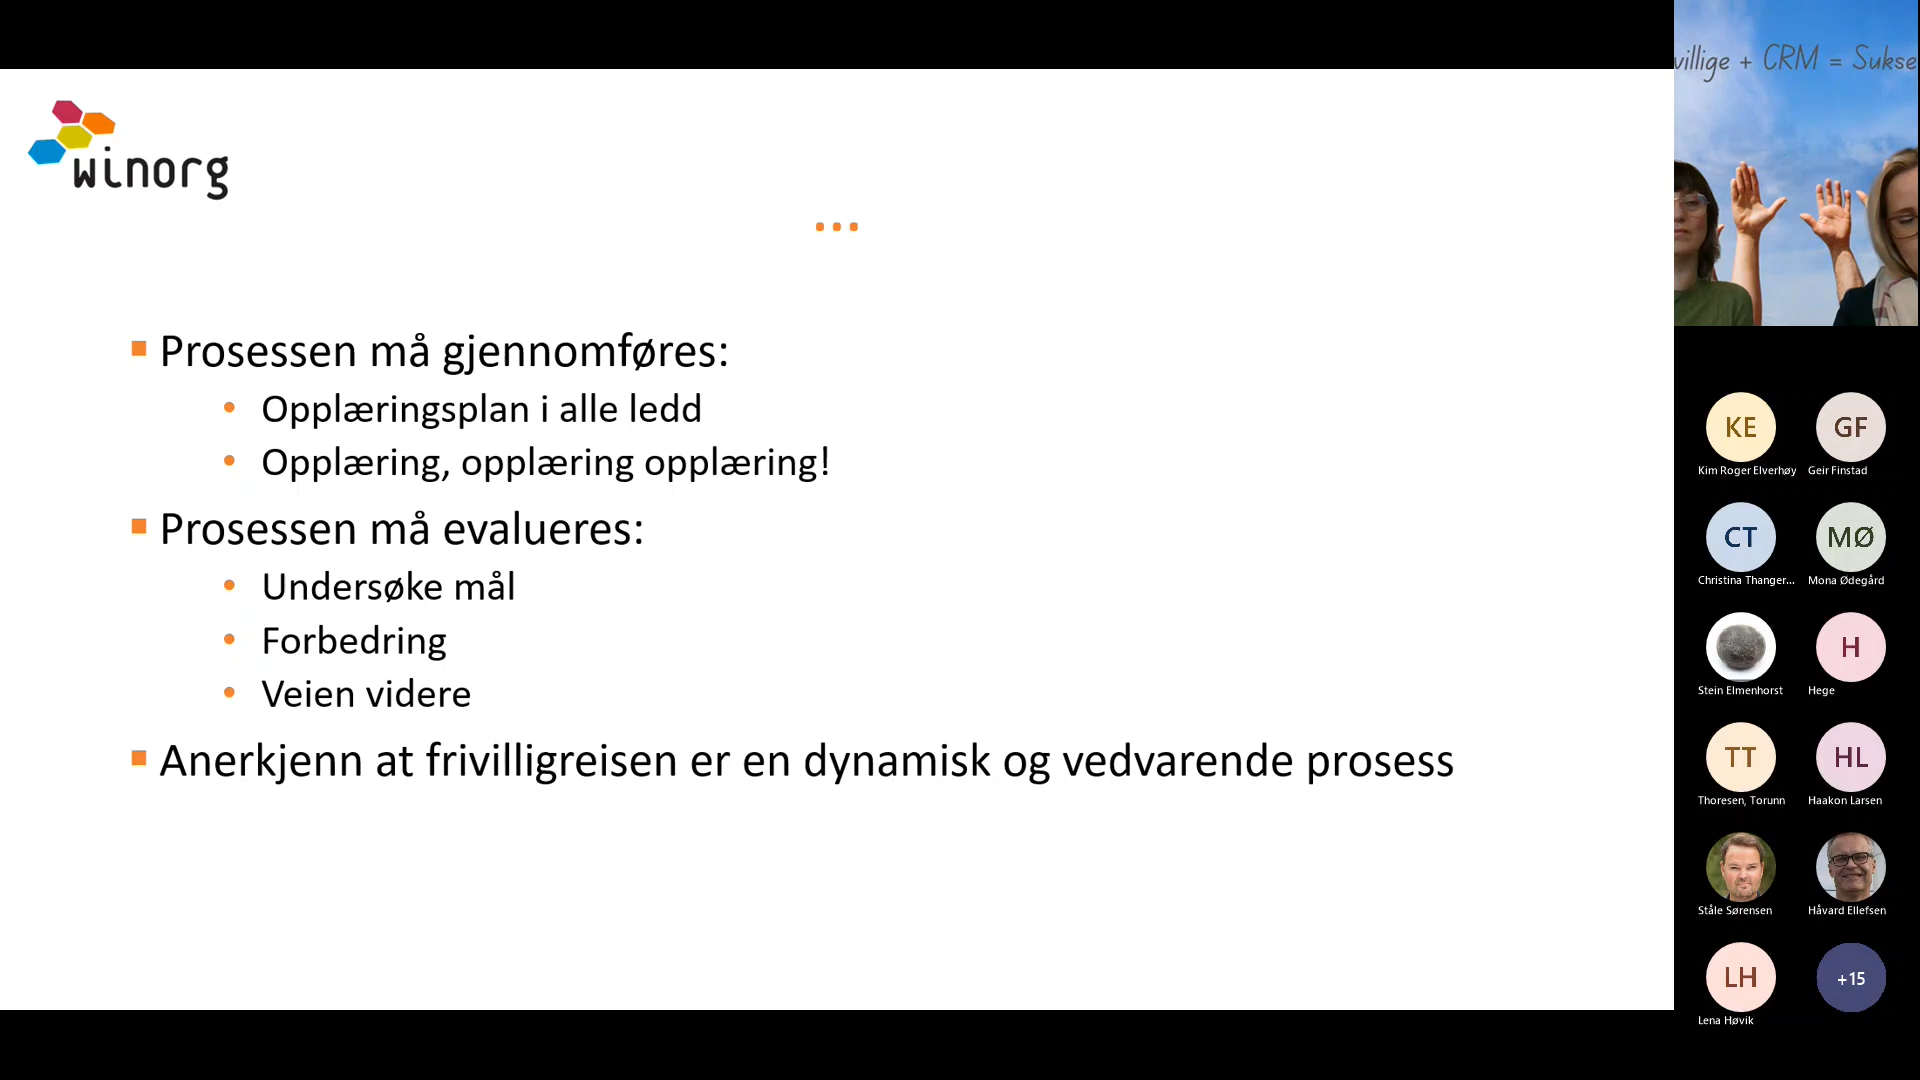 winorg
...
Prosessen må gjennomføres:
Opplæringsplan i alle ledd
Opplæring, opplæring opplæring!
Prosessen må evalueres:
Undersøke mål
Forbedring
Veien videre
Anerkjenn at frivilligreisen er en dynamisk og vedvarende prosess
villige + CRM = Sukse
KE
GF
Kim Roger Elverhøy
Geir Finstad
CT
MØ
Christina Thanger...
Mona Ødegård
H
Stein Elmenhorst
Hege
TT
HL
Thoresen, Torunn
Haakon Larsen
Ståle Sørensen
Håvard Ellefsen
LH
+15
Lena Høvik